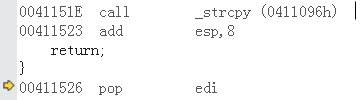 0041151E call _strcpy (0411096h)
00411523 add esp,8
return;
}
00411526 pop edi